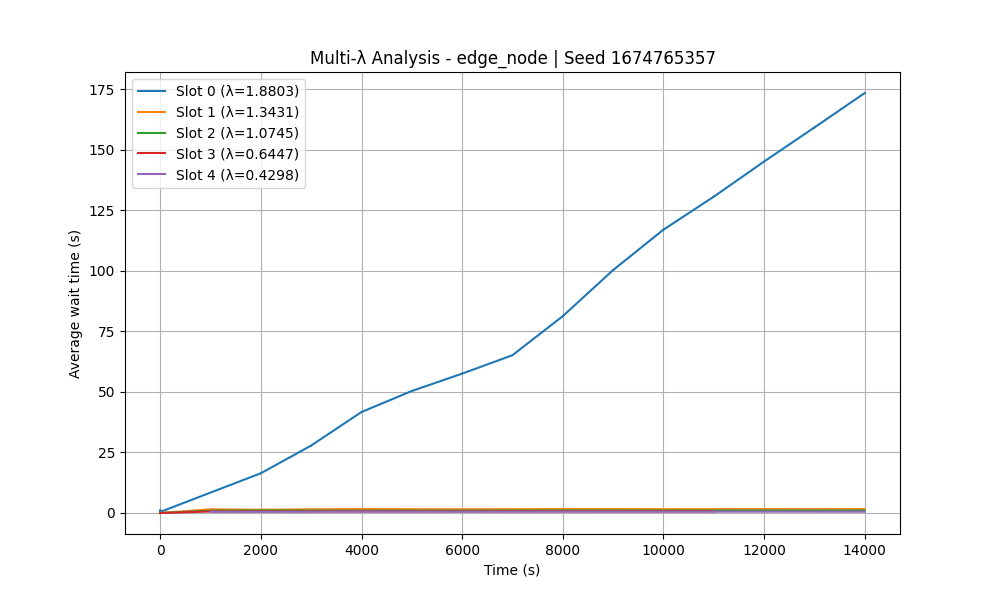 Multi-λ Analysis - edge_node | Seed 1674765357
Slot 0 (λ=1.8803)
Slot 1 (λ=1.3431)
Slot 2 (λ=1.0745)
Slot 3 (λ=0.6447)
Slot 4 (λ=0.4298)
Average wait time (s)
175
150
125
100
75
50
25
0
0 2000 4000 6000 8000 10000 12000 14000
Time (s)